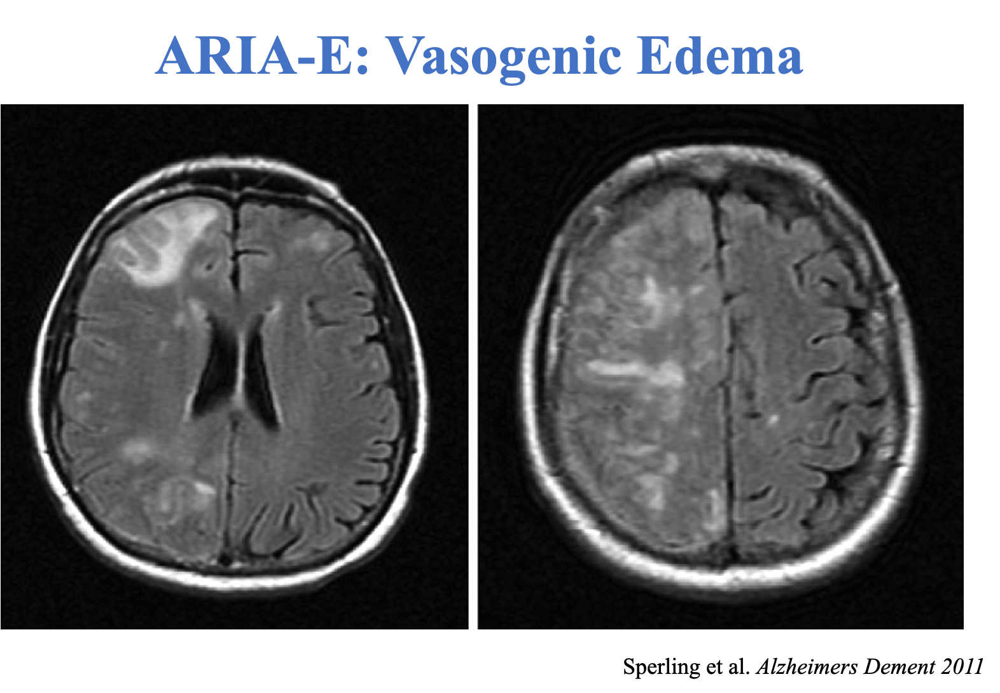 ARIA-E: Vasogenic Edema
Sperling et al. Alzheimers Dement 2011